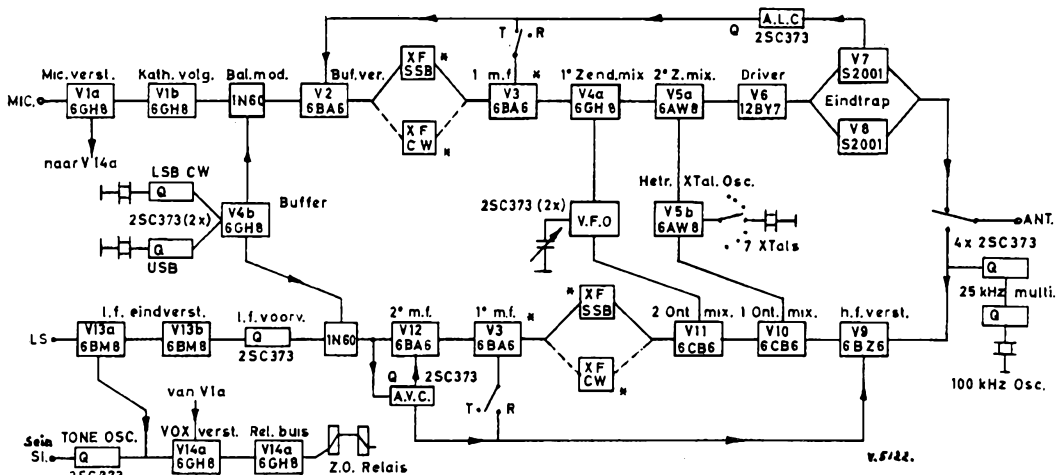 A.L.C
Q 2SC373
T R
V7
S2001
Mic. verst. Kath. volg. Bal. mod. Buf. ver. XF SSB * 1 m.f * 1° Zend. mix 2° Z. mix. Driver Eindtrap
MIC. V1a 6GH8 V1b 6GH8 1N60 V2 6BA6 V3 6BA6 V4a 6GH8 V5a 6AW8 V6 12BY7
XF CW *
V8
S2001
naar V14a
LSB CW
Q
2SC373 (2x)
Q
USB
V4b
6GH8
Buffer
2SC373 (2x)
V.F.O
Hetr. XTal. Osc.
V5b
6AW8
7 XTals
ANT.
4x 2SC373
Q
25 kHz multi.
Q
100 kHz Osc.
l.f. eindverst. l.f. voorv. 2° m.f. 1° m.f. * * XF SSB 2 Ont. mix. 1 Ont. mix. h.f. verst.
LS V13a 6BM8 V13b 6BM8 Q 2SC373 1N60 V12 6BA6 V3 6BA6 V11 6CB6 V10 6CB6 V9 6BZ6
XF CW *
Q 2SC373
A.V.C.
T R
van V1a
Sein
Sl. TONE OSC. VOX verst. Rel. buis
Q V14a 6GH8 V14a 6GH8 Z.O. Relais
2SC373
V.5122.